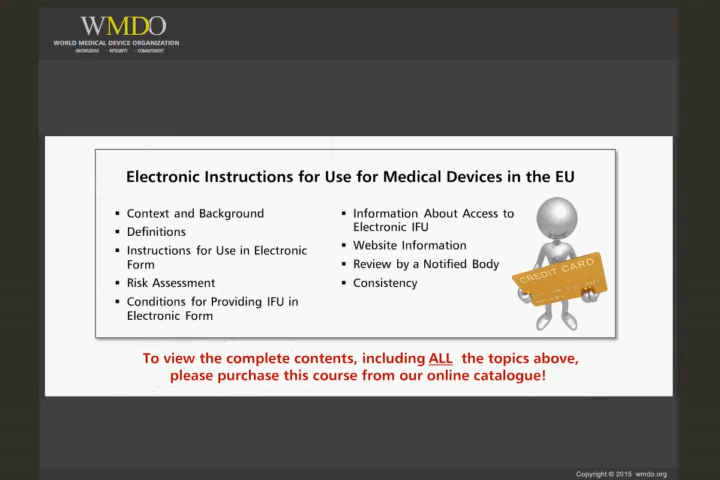 WMDO
WORLD MEDICAL DEVICE ORGANIZATION
KNOWLEDGE - INTEGRITY - COMMITMENT
Electronic Instructions for Use for Medical Devices in the EU
▪ Context and Background
▪ Definitions
▪ Instructions for Use in Electronic
Form
▪ Risk Assessment
▪ Conditions for Providing IFU in
Electronic Form
▪ Information About Access to
Electronic IFU
▪ Website Information
▪ Review by a Notified Body
▪ Consistency
CREDIT CARD
To view the complete contents, including ALL the topics above,
please purchase this course from our online catalogue!
Copyright © 2015 wmdo.org